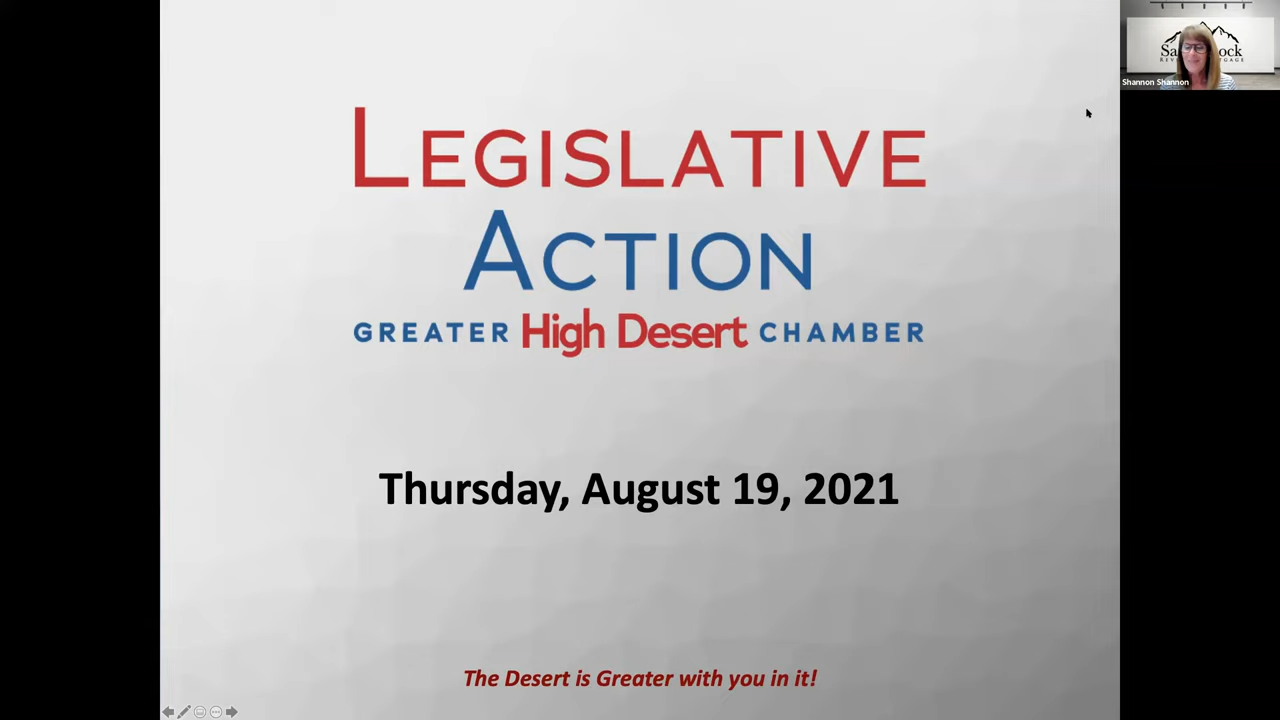 LEGISLATIVE
ACTION
GREATER High Desert CHAMBER
Thursday, August 19, 2021
The Desert is Greater with you in it!
Shannon Shannon